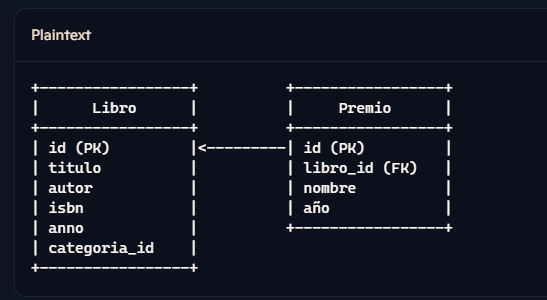 Plaintext
+-----------------+          +-----------------+
|      Libro      |          |     Premio      |
+-----------------+          +-----------------+
| id (PK)         |<---------| id (PK)         |
| titulo          |          | libro_id (FK)   |
| autor           |          | nombre          |
| isbn            |          | año             |
| anno            |          +-----------------+
| categoria_id    |
+-----------------+